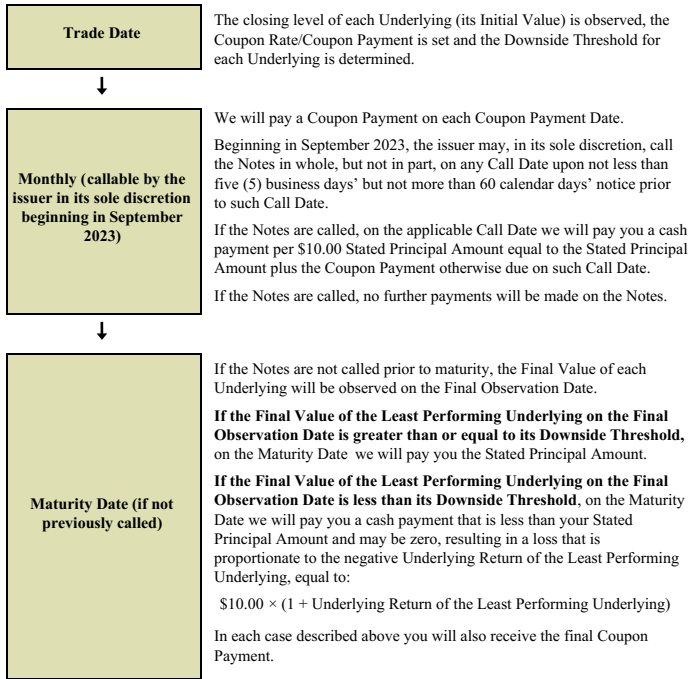 Trade Date
The closing level of each Underlying (its Initial Value) is observed, the
Coupon Rate/Coupon Payment is set and the Downside Threshold for
each Underlying is determined.
Monthly (callable by the
issuer in its sole discretion
beginning in September
2023)
We will pay a Coupon Payment on each Coupon Payment Date.
Beginning in September 2023, the issuer may, in its sole discretion, call
the Notes in whole, but not in part, on any Call Date upon not less than
five (5) business days’ but not more than 60 calendar days’ notice prior
to such Call Date.
If the Notes are called, on the applicable Call Date we will pay you a cash
payment per $10.00 Stated Principal Amount equal to the Stated Principal
Amount plus the Coupon Payment otherwise due on such Call Date.
If the Notes are called, no further payments will be made on the Notes.
Maturity Date (if not
previously called)
If the Notes are not called prior to maturity, the Final Value of each
Underlying will be observed on the Final Observation Date.
If the Final Value of the Least Performing Underlying on the Final
Observation Date is greater than or equal to its Downside Threshold,
on the Maturity Date we will pay you the Stated Principal Amount.
If the Final Value of the Least Performing Underlying on the Final
Observation Date is less than its Downside Threshold, on the Maturity
Date we will pay you a cash payment that is less than your Stated
Principal Amount and may be zero, resulting in a loss that is
proportionate to the negative Underlying Return of the Least Performing
Underlying, equal to:
$10.00 × (1 + Underlying Return of the Least Performing Underlying)
In each case described above you will also receive the final Coupon
Payment.